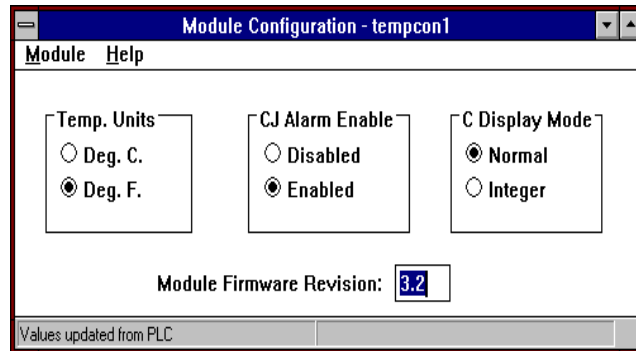 Module Configuration - tempcon1
Module Help
Temp. Units
Deg. C.
Deg. F.
CJ Alarm Enable
Disabled
Enabled
C Display Mode
Normal
Integer
Module Firmware Revision: 3.2
Values updated from PLC